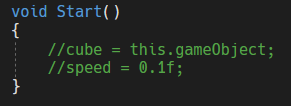 void Start()
{
    //cube = this.gameObject;
    //speed = 0.1f;
}